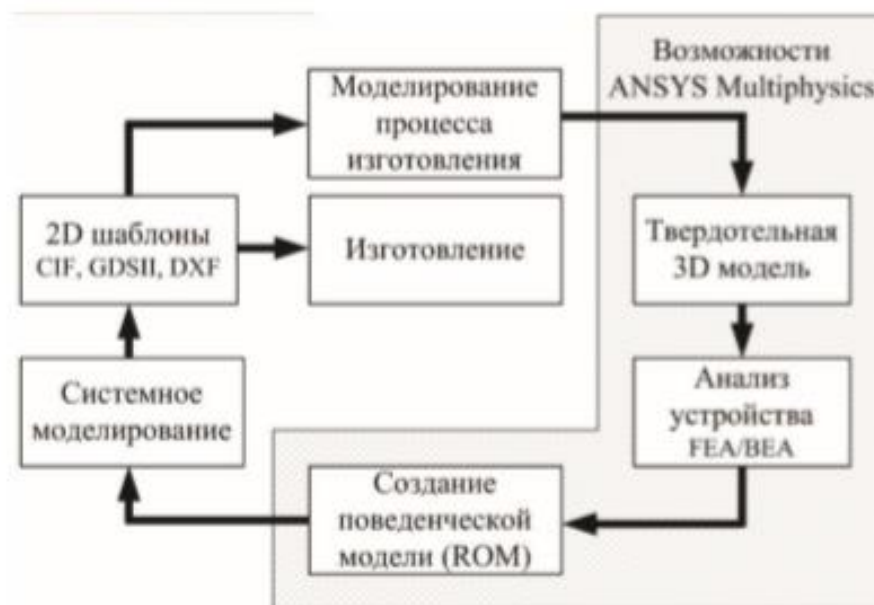 Возможности
ANSYS Multiphysics
Моделирование
процесса
изготовления
2D шаблоны
CIF, GDSII, DXF
Изготовление
Твердотельная
3D модель
Системное
моделирование
Анализ
устройства
FEA/BEA
Создание
поведенческой
модели (ROM)